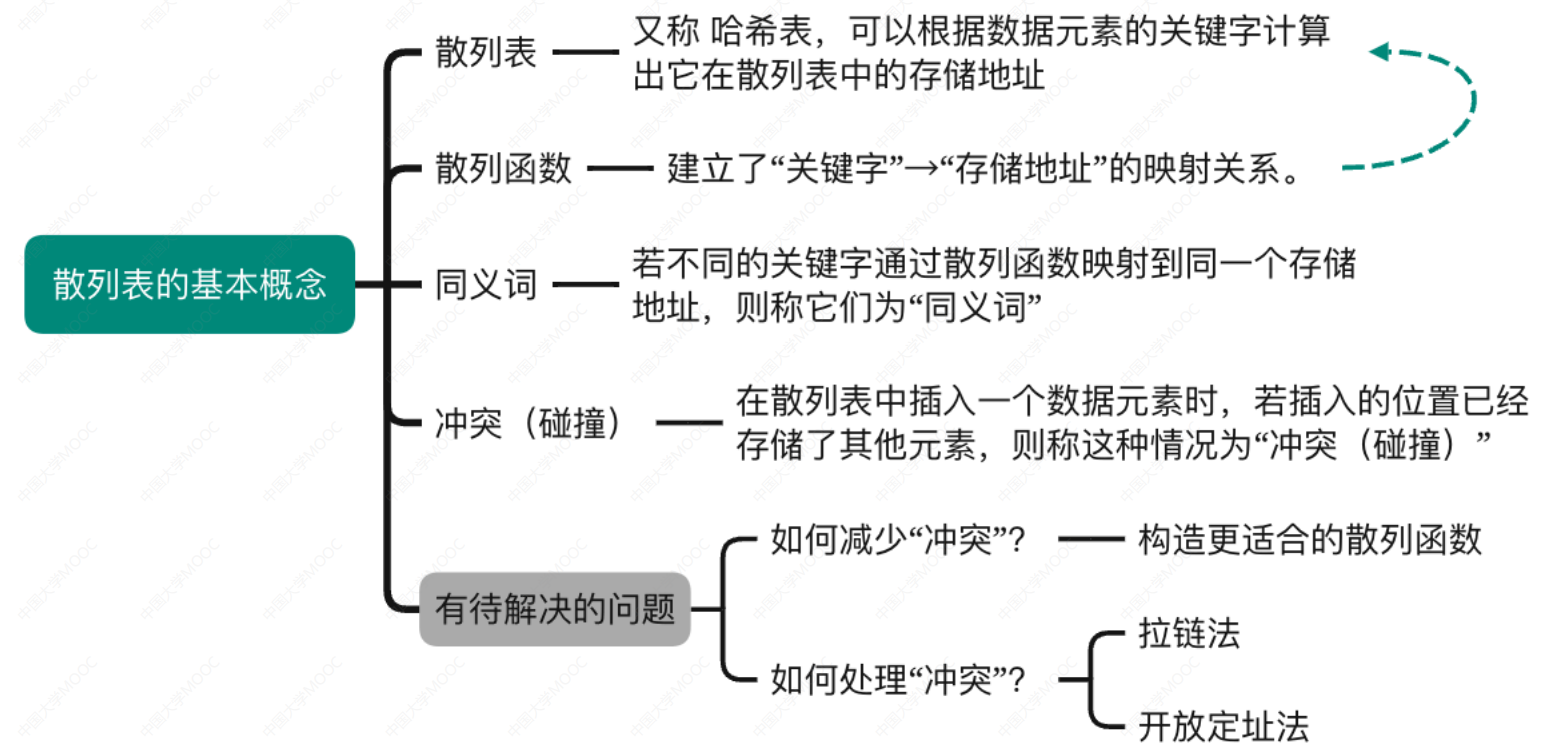 散列表的基本概念
散列表
又称 哈希表，可以根据数据元素的关键字计算
出它在散列表中的存储地址
散列函数
建立了“关键字”→“存储地址”的映射关系。
同义词
若不同的关键字通过散列函数映射到同一个存储
地址，则称它们为“同义词”
冲突（碰撞）
在散列表中插入一个数据元素时，若插入的位置已经
存储了其他元素，则称这种情况为“冲突（碰撞）”
有待解决的问题
如何减少“冲突”？
构造更适合的散列函数
如何处理“冲突”？
拉链法
开放定址法
中国大学MOOC